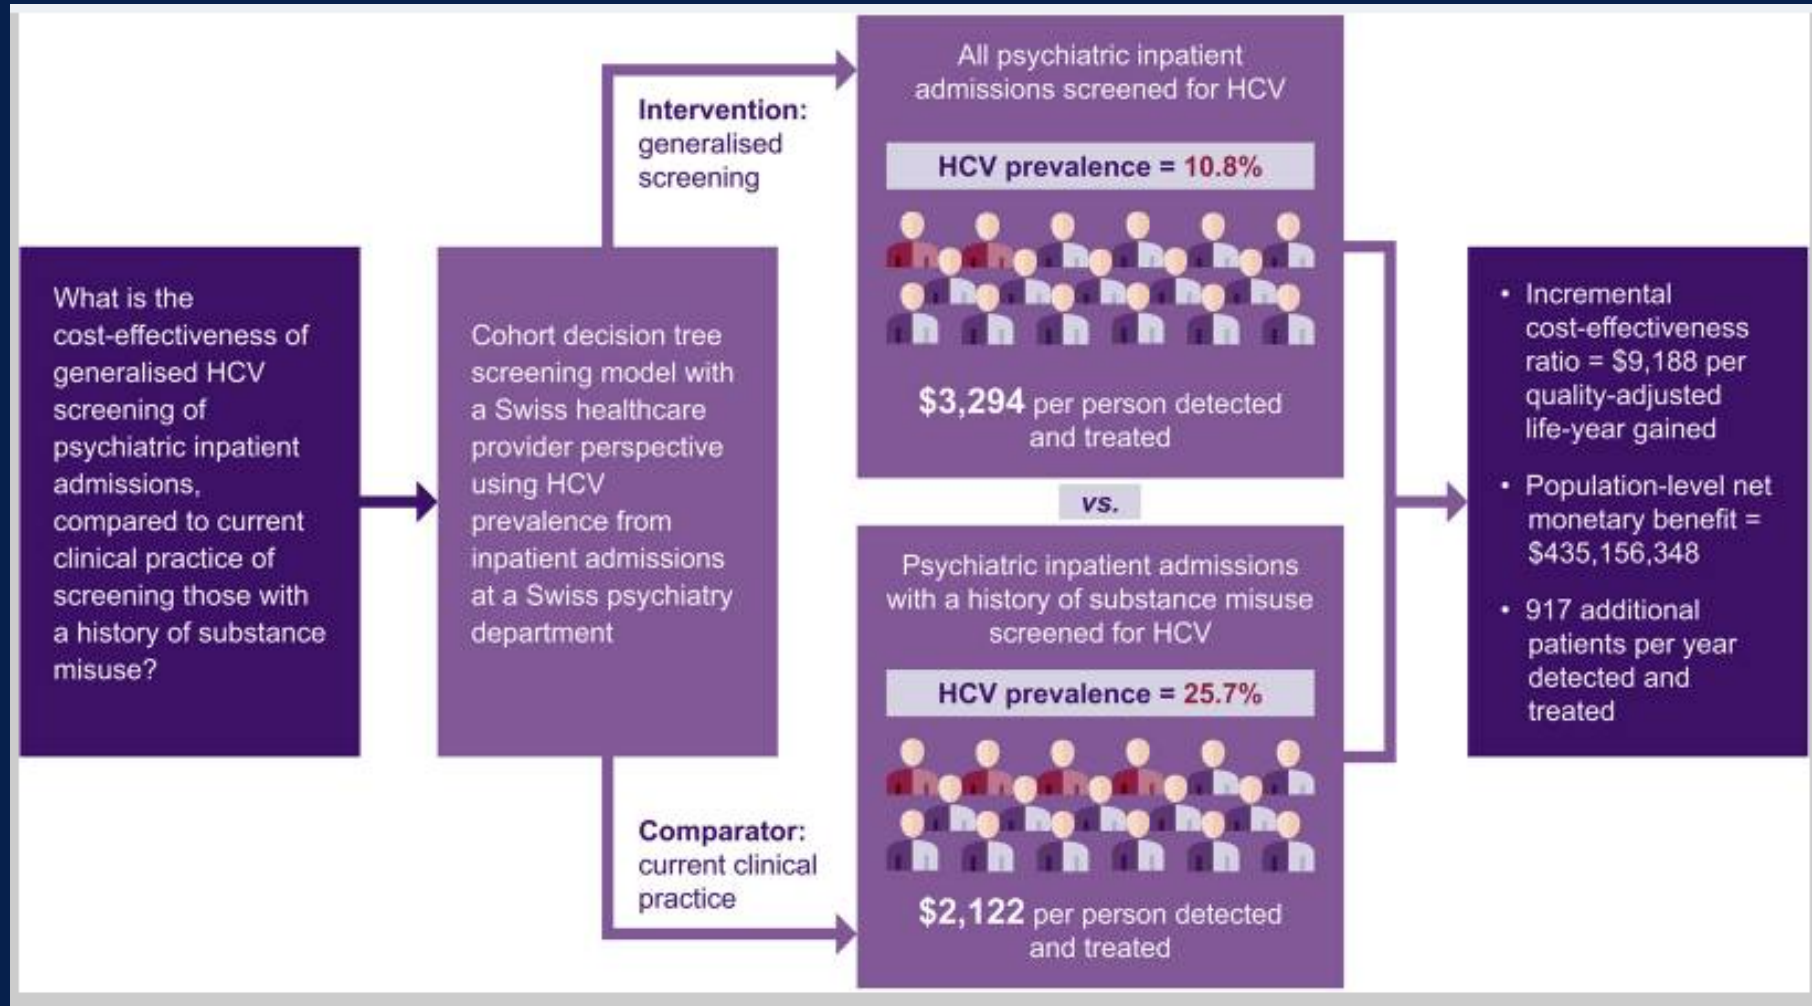 What is the
cost-effectiveness of
generalised HCV
screening of
psychiatric inpatient
admissions,
compared to current
clinical practice of
screening those with
a history of substance
misuse?
Cohort decision tree
screening model with
a Swiss healthcare
provider perspective
using HCV
prevalence from
inpatient admissions
at a Swiss psychiatry
department
Intervention:
generalised
screening
All psychiatric inpatient
admissions screened for HCV
HCV prevalence = 10.8%
$3,294 per person detected
and treated
vs.
Comparator:
current clinical
practice
Psychiatric inpatient admissions
with a history of substance misuse
screened for HCV
HCV prevalence = 25.7%
$2,122 per person detected
and treated
• Incremental
cost-effectiveness
ratio = $9,188 per
quality-adjusted
life-year gained
• Population-level net
monetary benefit =
$435,156,348
• 917 additional
patients per year
detected and
treated